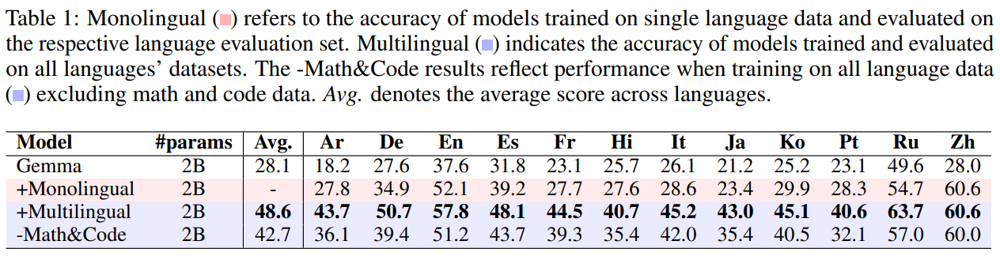 Table 1: Monolingual (■) refers to the accuracy of models trained on single language data and evaluated on
the respective language evaluation set. Multilingual (■) indicates the accuracy of models trained and evaluated
on all languages’ datasets. The -Math&Code results reflect performance when training on all language data
(■) excluding math and code data. Avg. denotes the average score across languages.
Model #params Avg. Ar De En Es Fr Hi It Ja Ko Pt Ru Zh
Gemma 2B 28.1 18.2 27.6 37.6 31.8 23.1 25.7 26.1 21.2 25.2 23.1 49.6 28.0
+Monolingual 2B - 27.8 34.9 52.1 39.2 27.7 27.6 28.6 23.4 29.9 28.3 54.7 60.6
+Multilingual 2B 48.6 43.7 50.7 57.8 48.1 44.5 40.7 45.2 43.0 45.1 40.6 63.7 60.6
-Math&Code 2B 42.7 36.1 39.4 51.2 43.7 39.3 35.4 42.0 35.4 40.5 32.1 57.0 60.0